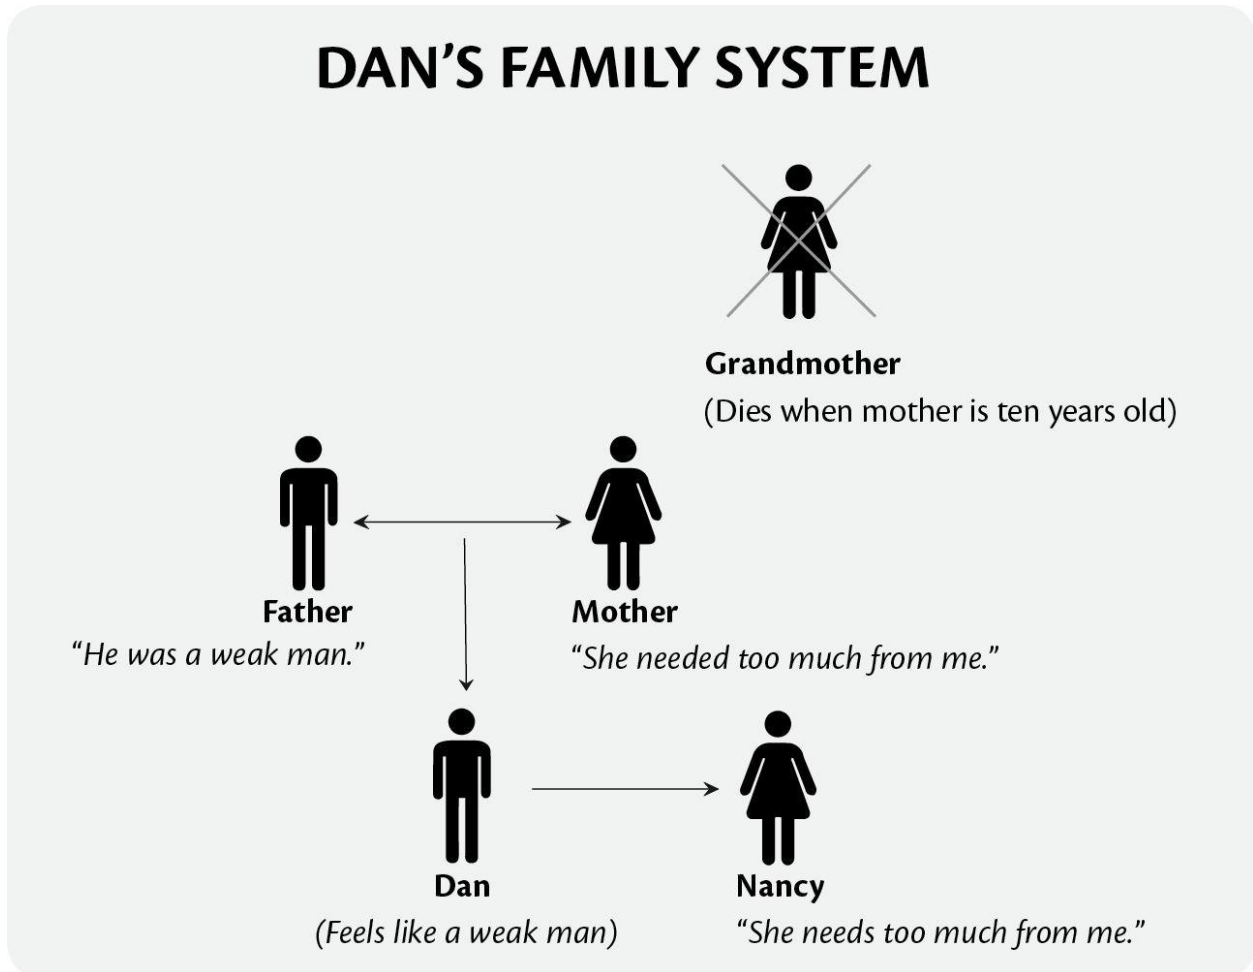 DAN’S FAMILY SYSTEM
Grandmother
(Dies when mother is ten years old)
Father
“He was a weak man.”
Mother
“She needed too much from me.”
Dan
(Feels like a weak man)
Nancy
“She needs too much from me.”